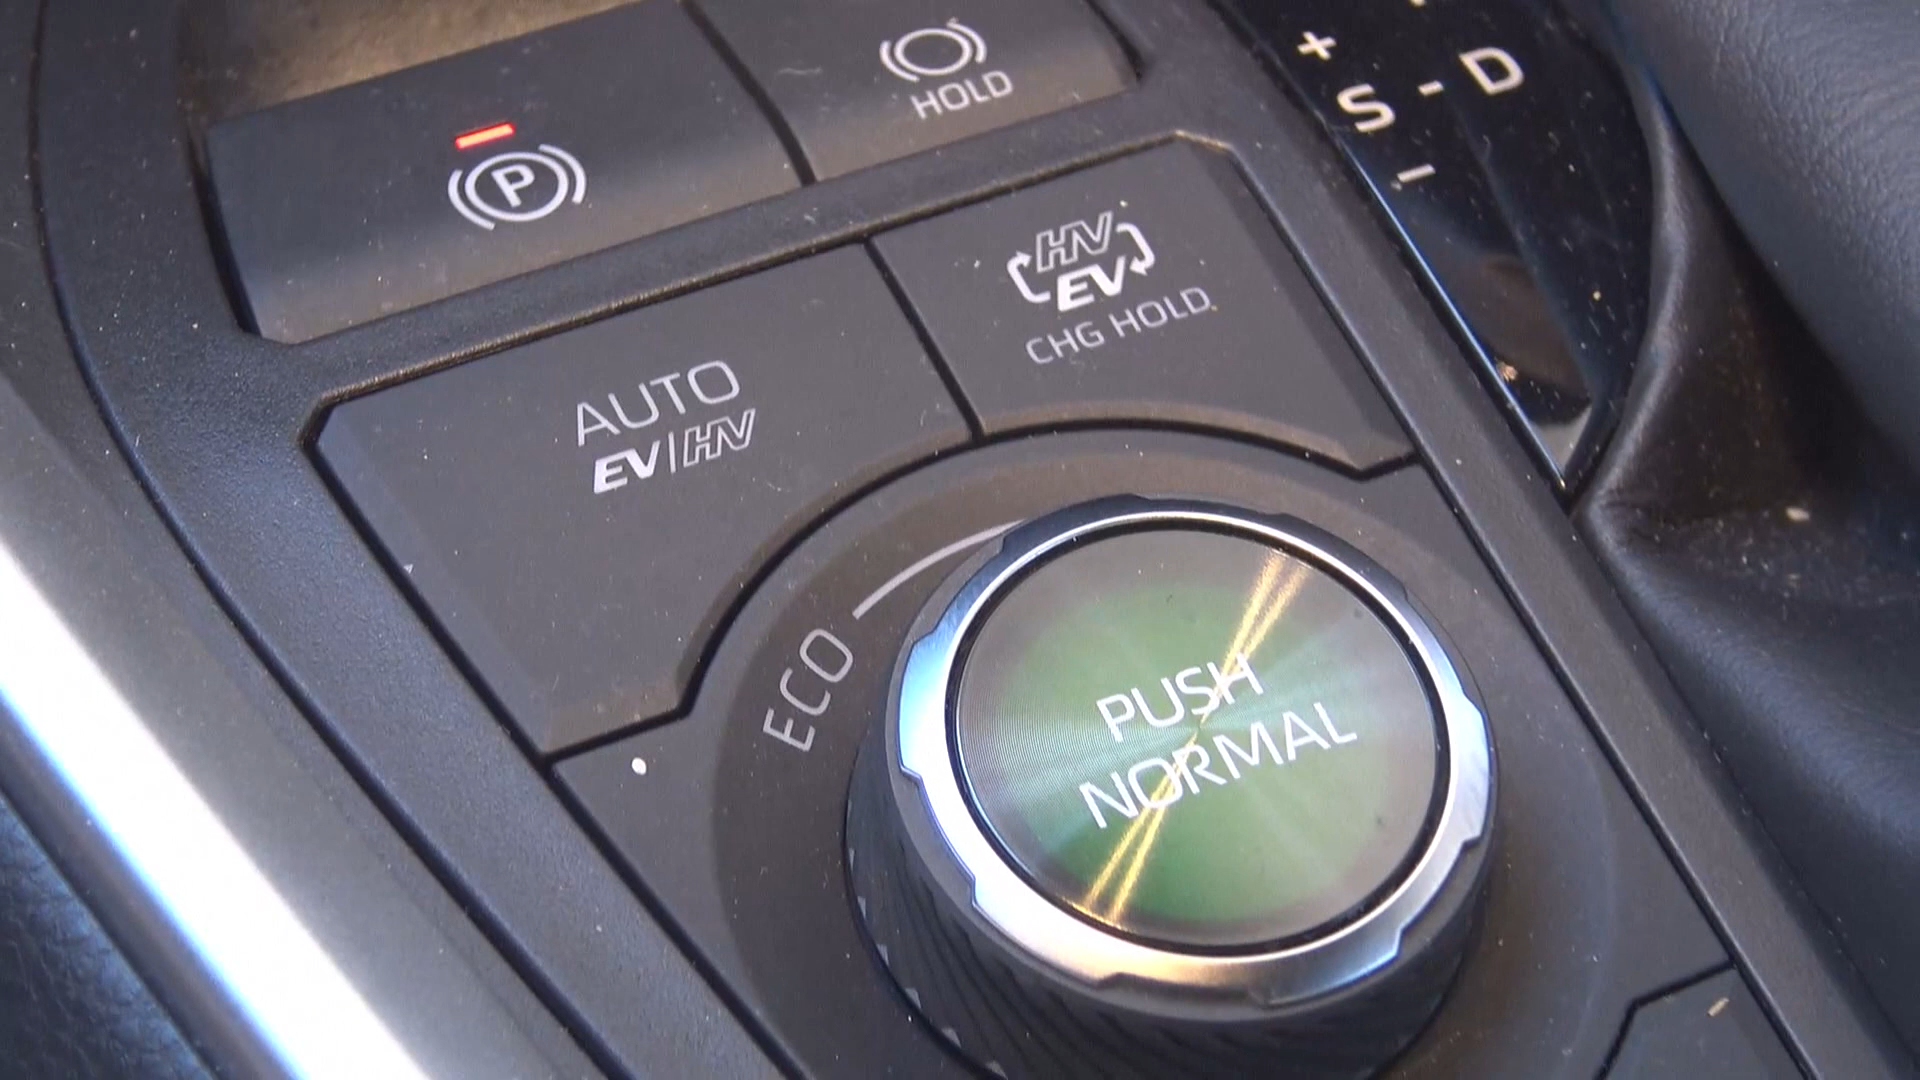 HOLD
P
+
S - D
-
HV
EV
CHG HOLD
AUTO
EV|HV
ECO
PUSH
NORMAL